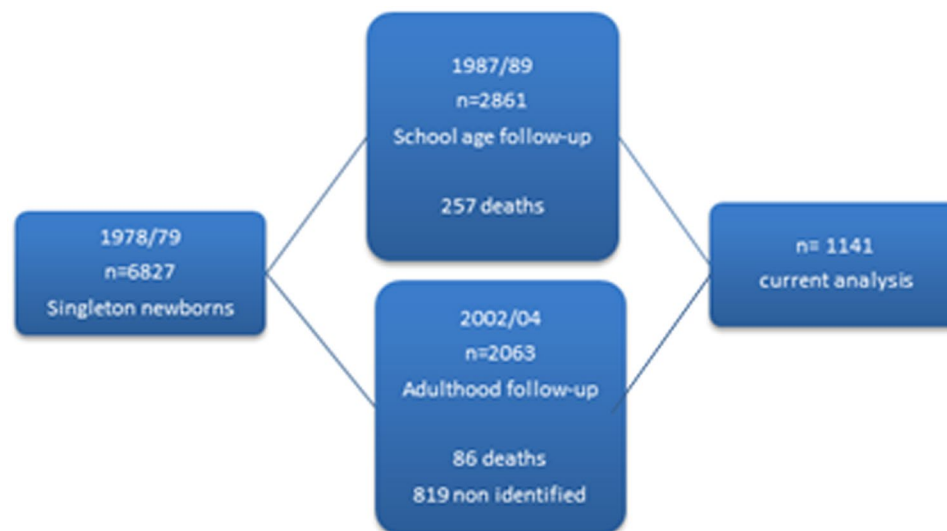 1978/79
n=6827
Singleton newborns
1987/89
n=2861
School age follow-up
257 deaths
2002/04
n=2063
Adulthood follow-up
86 deaths
819 non identified
n= 1141
current analysis